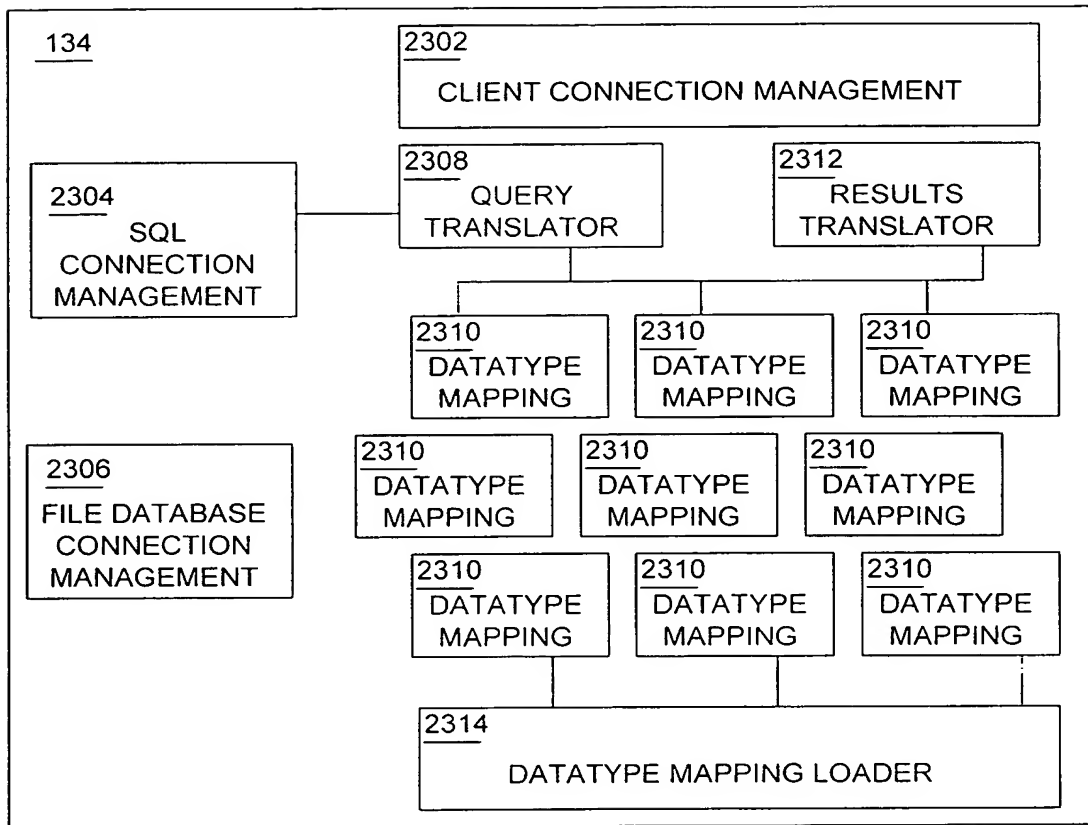 134
2302
CLIENT CONNECTION MANAGEMENT
2304
SQL
CONNECTION
MANAGEMENT
2308
QUERY
TRANSLATOR
2312
RESULTS
TRANSLATOR
2310
DATATYPE
MAPPING
2310
DATATYPE
MAPPING
2310
DATATYPE
MAPPING
2306
FILE DATABASE
CONNECTION
MANAGEMENT
2310
DATATYPE
MAPPING
2310
DATATYPE
MAPPING
2310
DATATYPE
MAPPING
2310
DATATYPE
MAPPING
2310
DATATYPE
MAPPING
2310
DATATYPE
MAPPING
2314
DATATYPE MAPPING LOADER